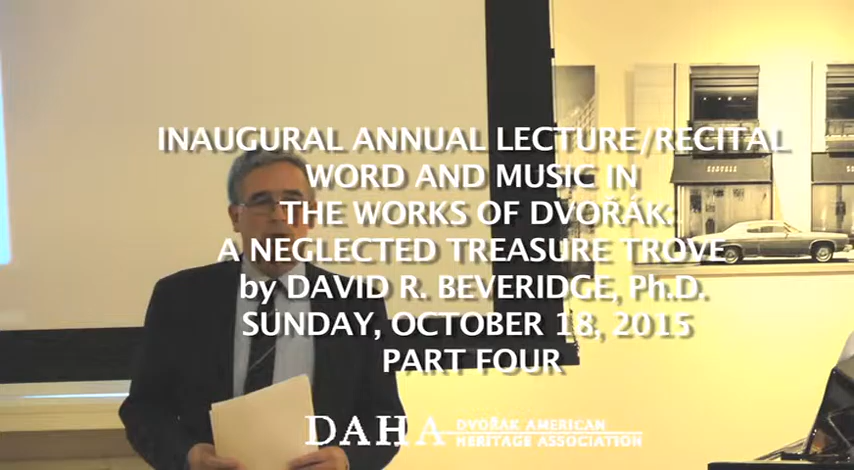 INAUGURAL ANNUAL LECTURE/RECITAL
WORD AND MUSIC IN
THE WORKS OF DVOŘÁK:
A NEGLECTED TREASURE TROVE
by DAVID R. BEVERIDGE, Ph.D.
SUNDAY, OCTOBER 18, 2015
PART FOUR
DAHA DVOŘÁK AMERICAN
HERITAGE ASSOCIATION